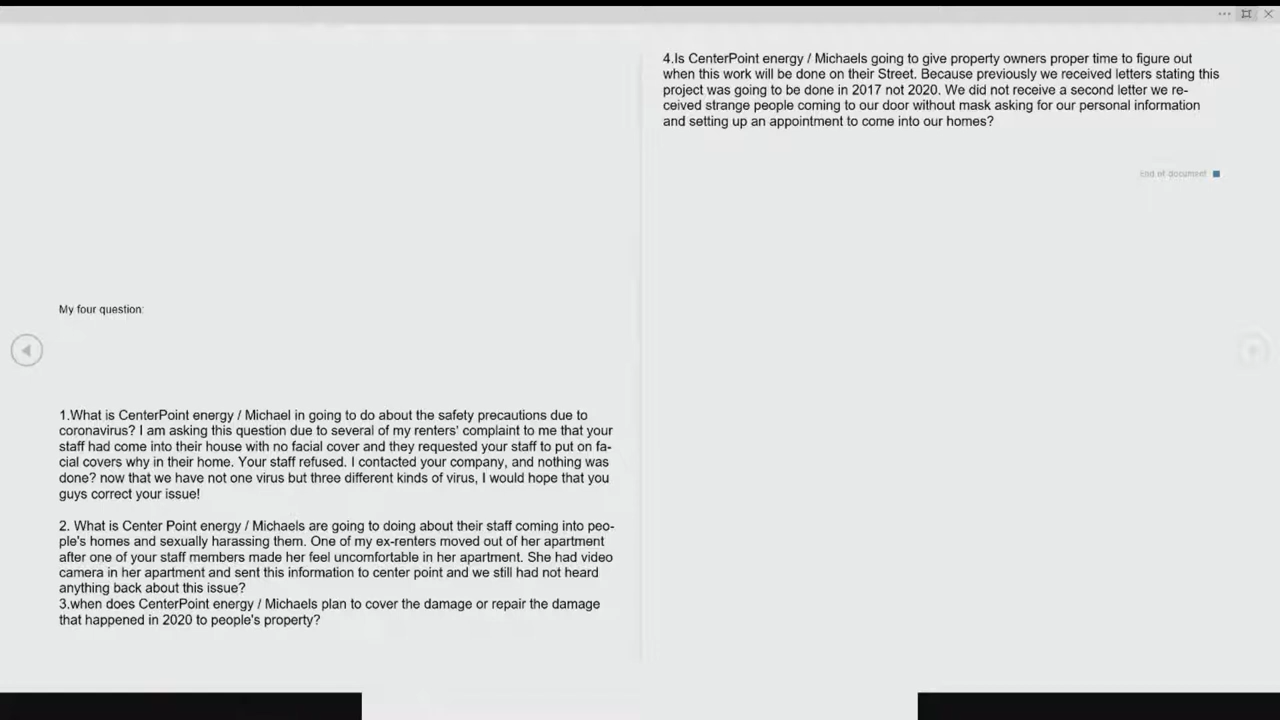 My four question:
1.What is CenterPoint energy / Michael in going to do about the safety precautions due to
coronavirus? I am asking this question due to several of my renters' complaint to me that your
staff had come into their house with no facial cover and they requested your staff to put on fa-
cial covers why in their home. Your staff refused. I contacted your company, and nothing was
done? now that we have not one virus but three different kinds of virus, I would hope that you
guys correct your issue!
2. What is Center Point energy / Michaels are going to doing about their staff coming into peo-
ple's homes and sexually harassing them. One of my ex-renters moved out of her apartment
after one of your staff members made her feel uncomfortable in her apartment. She had video
camera in her apartment and sent this information to center point and we still had not heard
anything back about this issue?
3.when does CenterPoint energy / Michaels plan to cover the damage or repair the damage
that happened in 2020 to people's property?
4.Is CenterPoint energy / Michaels going to give property owners proper time to figure out
when this work will be done on their Street. Because previously we received letters stating this
project was going to be done in 2017 not 2020. We did not receive a second letter we re-
ceived strange people coming to our door without mask asking for our personal information
and setting up an appointment to come into our homes?
End of document